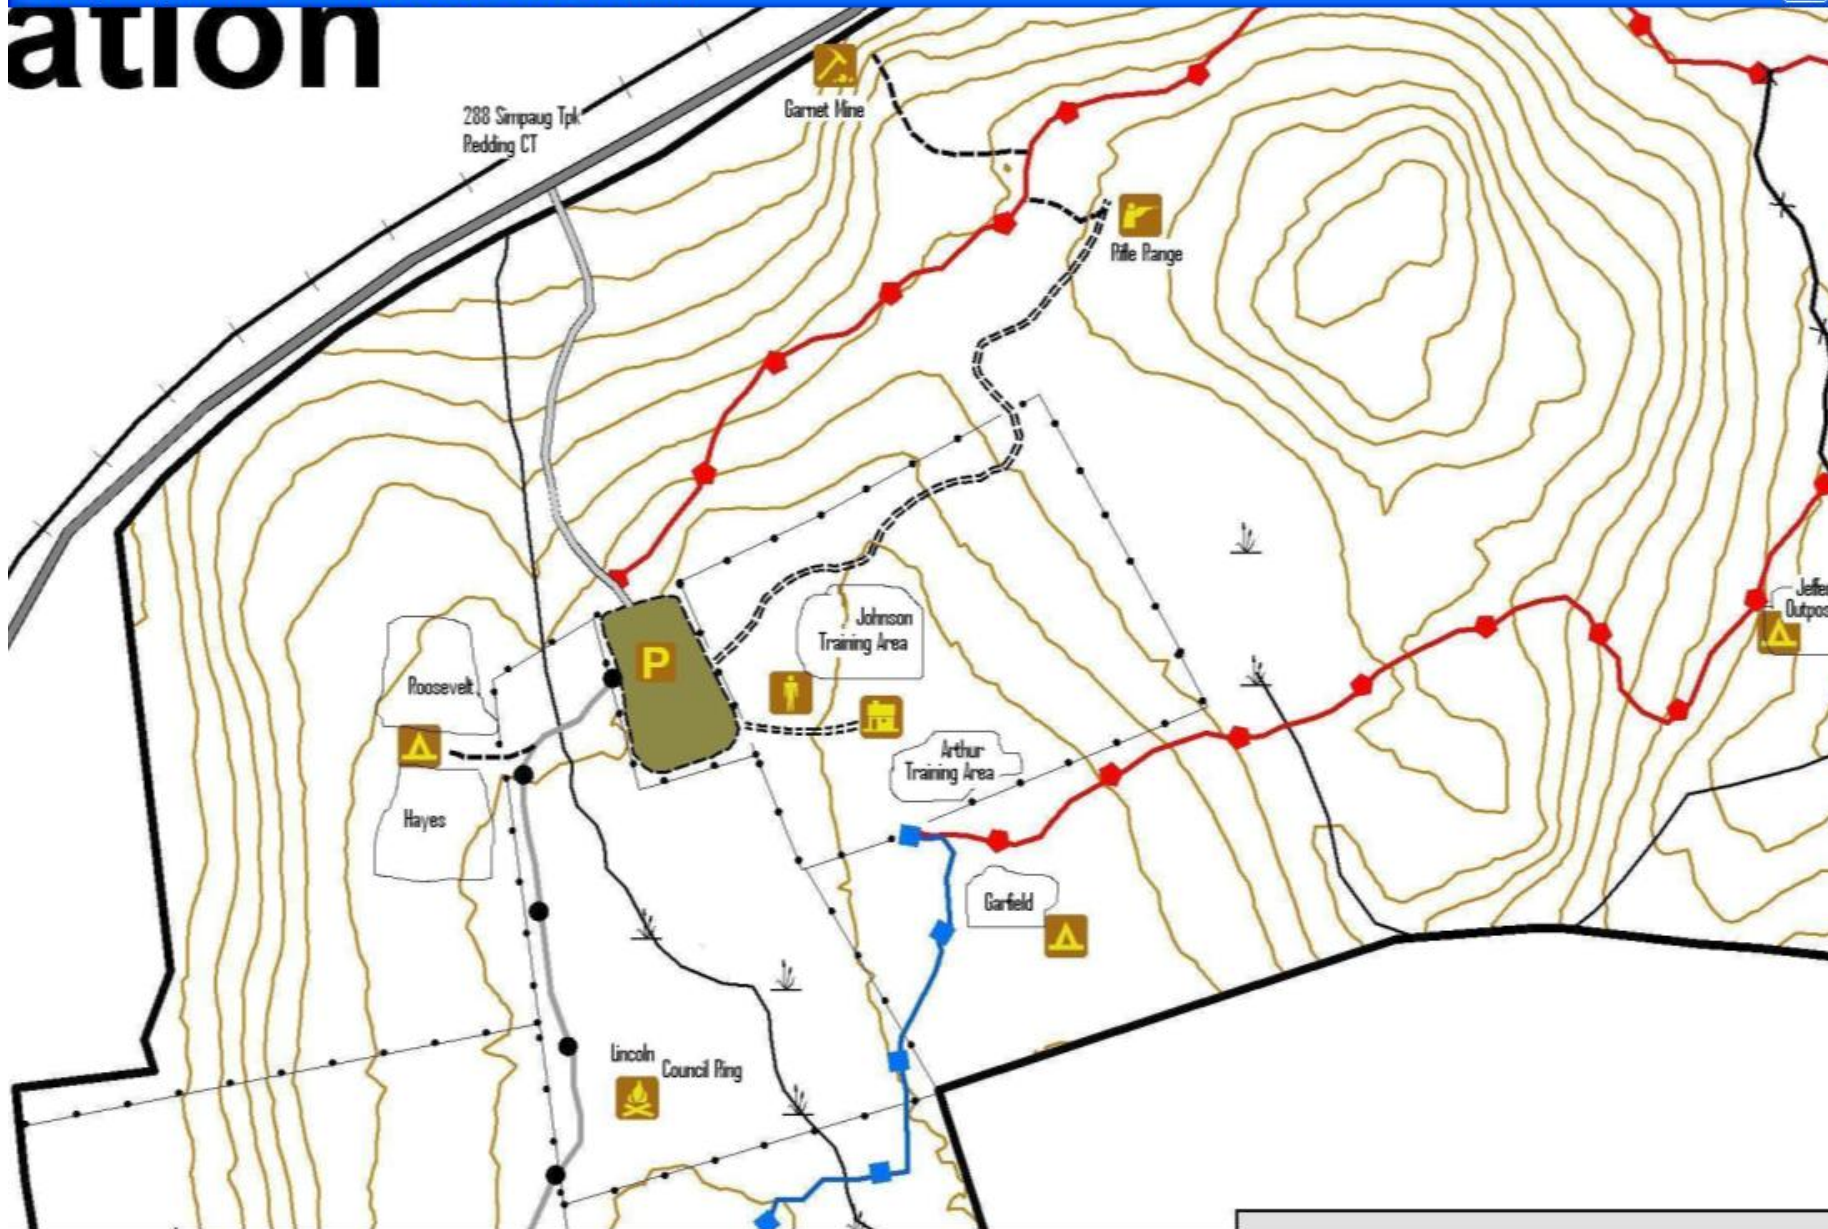 ation
288 Simpaug Tpk
Redding CT
Garnet Mine
Rifle Range
Johnson
Training Area
Roosevelt
P
Arthur
Training Area
Hayes
Garfield
Lincoln
Council Ring